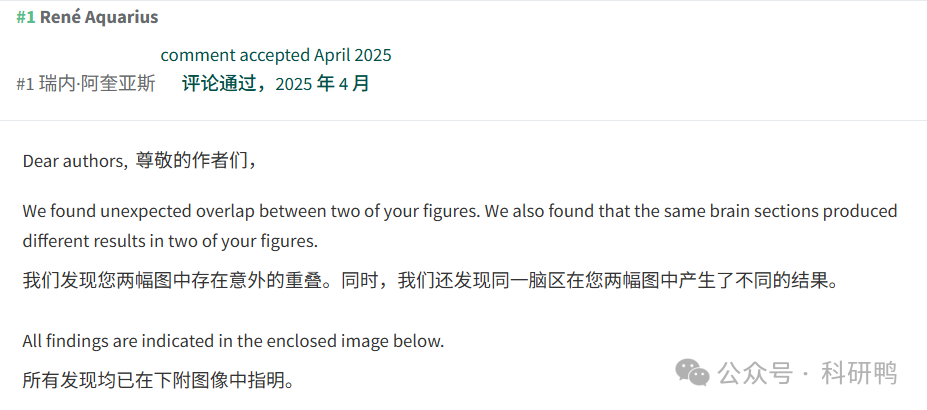 #1 René Aquarius
comment accepted April 2025
#1 瑞内·阿奎亚斯 评论通过，2025 年 4 月
Dear authors, 尊敬的作者们，
We found unexpected overlap between two of your figures. We also found that the same brain sections produced
different results in two of your figures.
我们发现您两幅图中存在意外的重叠。同时，我们还发现同一脑区在您两幅图中产生了不同的结果。
All findings are indicated in the enclosed image below.
所有发现均已在下附图像中指明。
公众号 · 科研鸭